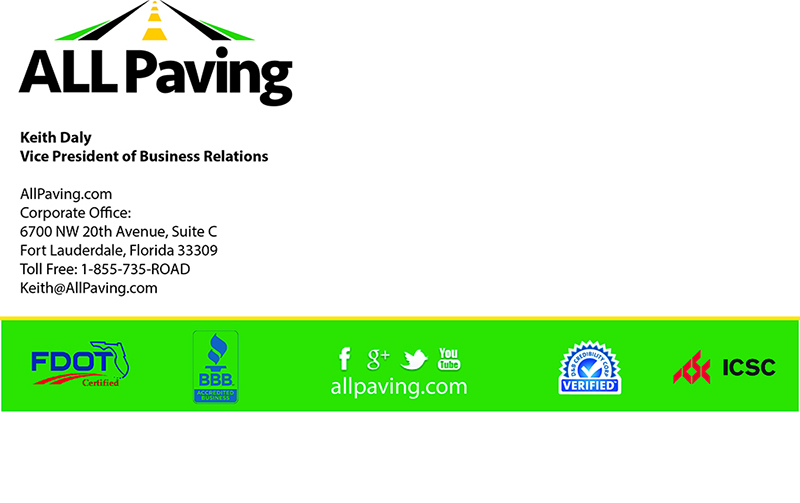 ALL Paving
Keith Daly
Vice President of Business Relations
AllPaving.com
Corporate Office:
6700 NW 20th Avenue, Suite C
Fort Lauderdale, Florida 33309
Toll Free: 1-855-735-ROAD
Keith@AllPaving.com
FDOT
Certified
BBB
ACCREDITED
BUSINESS
f g+ You
Tube
allpaving.com
D&B CREDIBILITY CORP
VERIFIED
ICSC